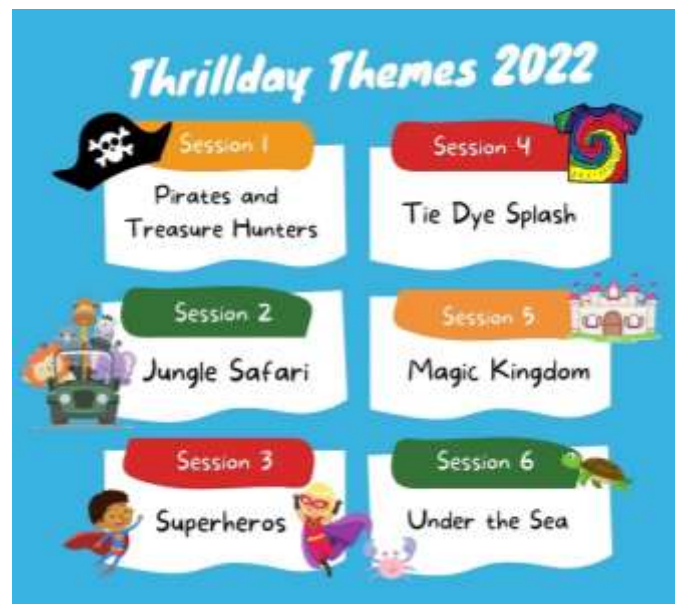 Thrillday Themes 2022
Session 1
Pirates and
Treasure Hunters
Session 2
Jungle Safari
Session 3
Superheros
Session 4
Tie Dye Splash
Session 5
Magic Kingdom
Session 6
Under the Sea